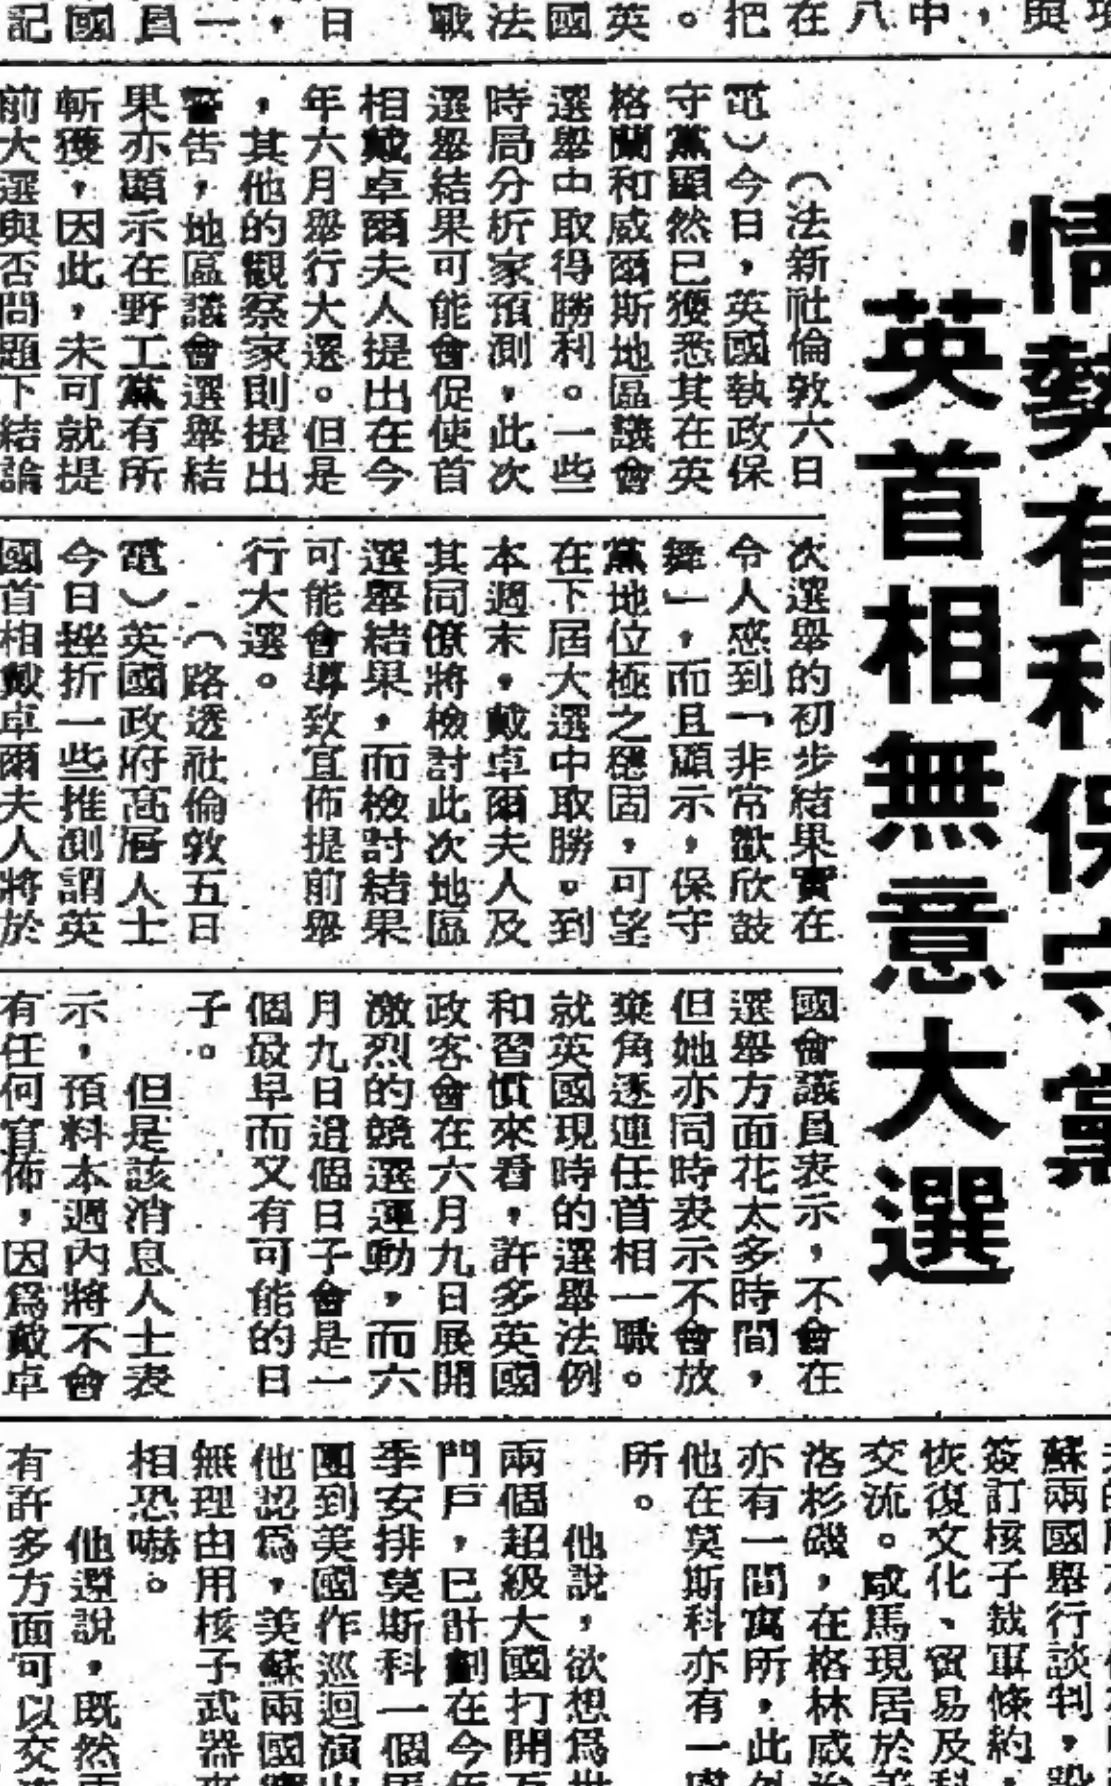 情勢有利保守黨
英首相無意大選
（法新社倫敦六日
電）今日，英國執政保
守黨顯然已獲悉其在英
格蘭和威爾斯地區議會
選舉中取得勝利。一些
時局分析家預測，此次
選舉結果可能會促使首
相戴卓爾夫人提出在今
年六月舉行大選。但是
，其他的觀察家則提出
警告，地區議會選舉結
果亦顯示在野工黨有所
斬獲，因此，未可就提
前大選與否問題下結論
次選舉的初步結果實在
令人感到「非常歡欣鼓
舞」，而且顯示，保守
黨地位極之穩固，可望
在下屆大選中取勝。到
本週末，戴卓爾夫人及
其同僚將檢討此次地區
選舉結果，而檢討結果
可能會導致宣佈提前舉
行大選。
（路透社倫敦五日
電）英國政府高層人士
今日挫折一些推測謂英
國首相戴卓爾夫人將於
國會議員表示，不會在
選舉方面花太多時間，
但她亦同時表示不會放
棄角逐連任首相一職。
就英國現時的選舉法例
和習慣來看，許多英國
政客會在六月九日展開
激烈的競選運動，而六
月九日這個日子會是一
個最早而又有可能的日
子。
但是該消息人士表
示，預料本週內將不會
有任何宣佈，因爲戴卓
蘇兩國舉行談判，
簽訂核子裁軍條約
恢復文化、貿易及科
交流。咸馬現居於美
洛杉磯，在格林威治
亦有一間寓所，此外
他在莫斯科亦有一
所。
他說，欲想爲世
兩個超級大國打開互
門戶，已計劃在今年
季安排莫斯科一個
團到美國作巡迴演出
他認爲，美蘇兩國實
無理由用核子武器來
相恐嚇。
他還說，既然兩
有許多方面可以交流